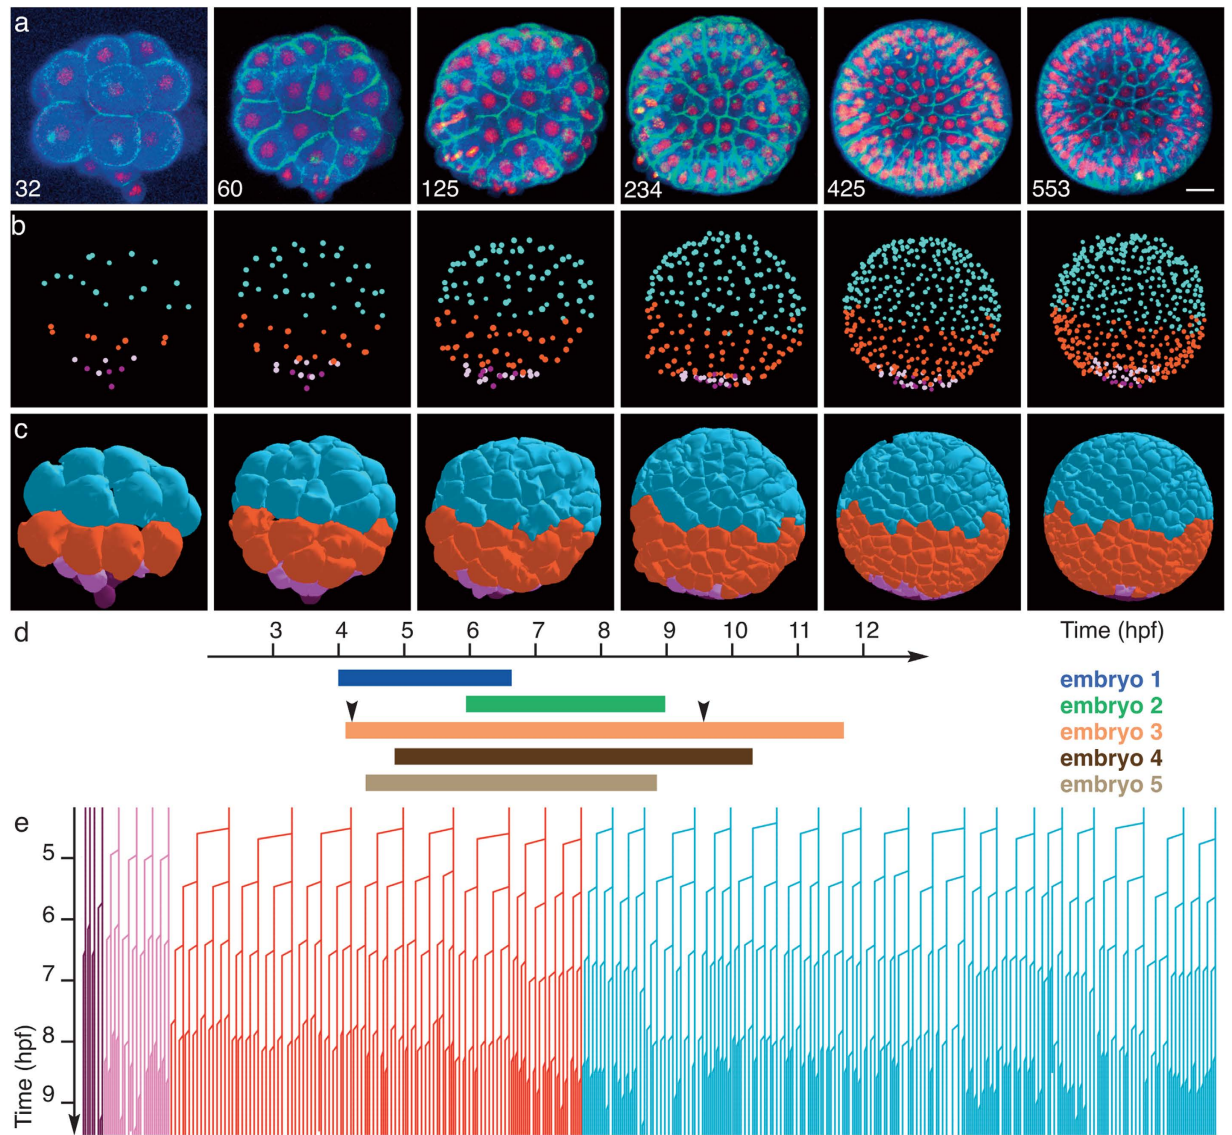 a
32 60 125 234 425 553
b
c
d
3 4 5 6 7 8 9 10 11 12 Time (hpf)
embryo 1
embryo 2
embryo 3
embryo 4
embryo 5
e
5
6
7
8
9
Time (hpf)